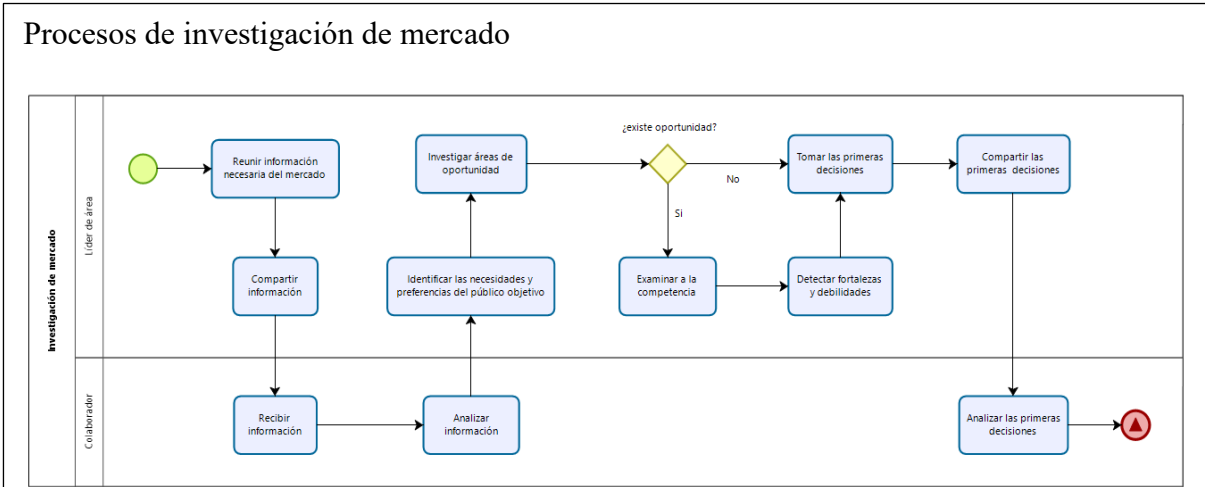 Procesos de investigación de mercado
Investigación de mercado
Líder de área
Colaborador
Reunir información
necesaria del mercado
Compartir
información
Recibir
información
Analizar
información
Identificar las necesidades y
preferencias del público objetivo
Investigar áreas de
oportunidad
¿existe oportunidad?
No
Si
Examinar a la
competencia
Detectar fortalezas
y debilidades
Tomar las primeras
decisiones
Compartir las
primeras decisiones
Analizar las primeras
decisiones